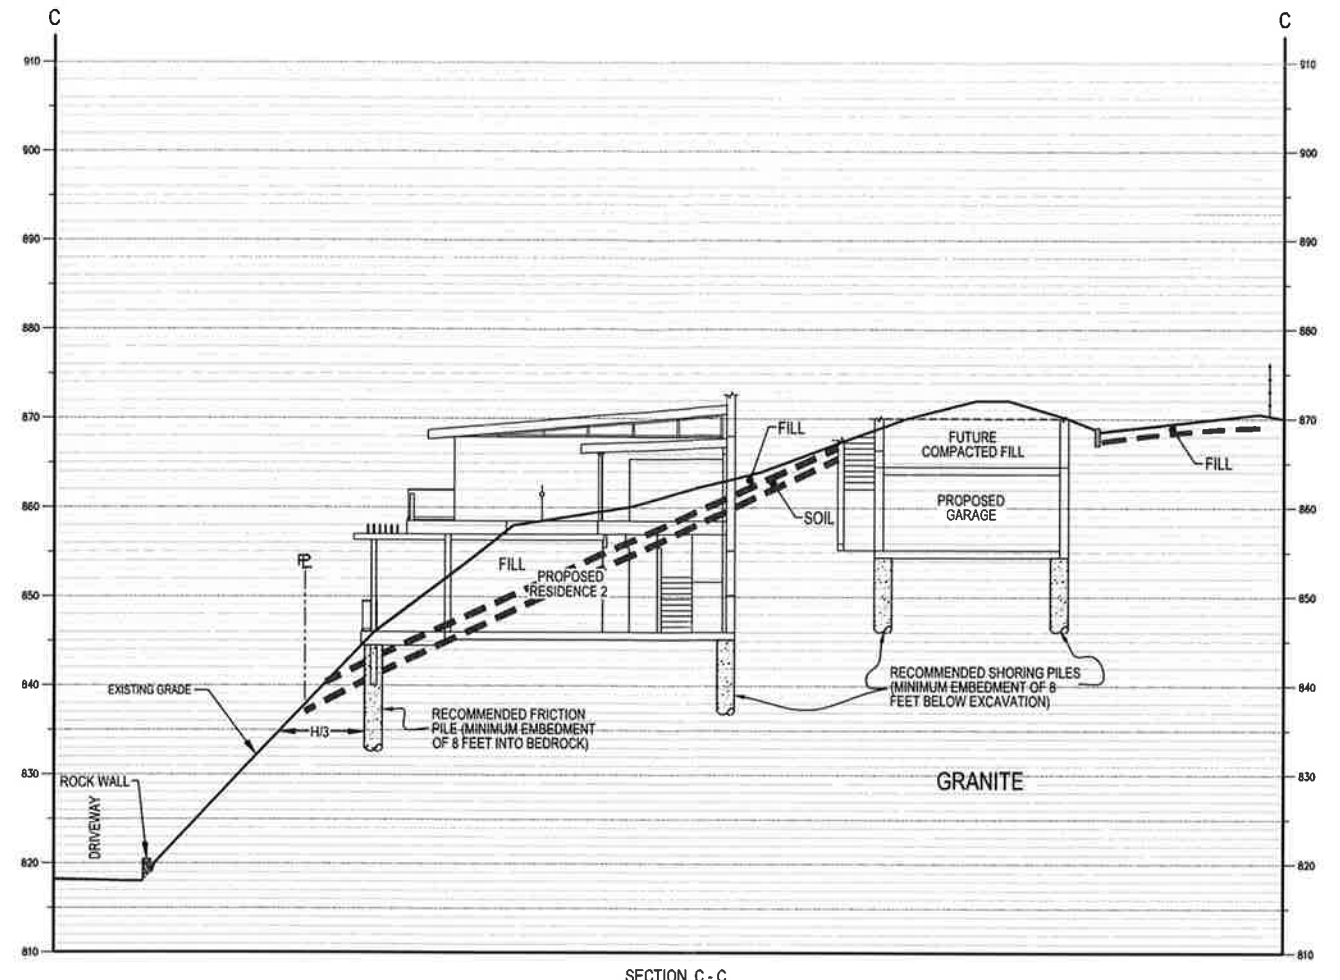 C
C
910
910
900
900
890
890
880
880
870
870
FILL
FUTURE
COMPACTED FILL
FILL
860
860
PROPOSED
GARAGE
SOIL
FILL
PL
PROPOSED
RESIDENCE 2
850
850
840
840
EXISTING GRADE
RECOMMENDED SHORING PILES
(MINIMUM EMBEDMENT OF 8
FEET BELOW EXCAVATION)
RECOMMENDED FRICTION
PILE (MINIMUM EMBEDMENT
OF 8 FEET INTO BEDROCK)
H/3
830
830
ROCK WALL
GRANITE
DRIVEWAY
820
820
810
810
SECTION C - C